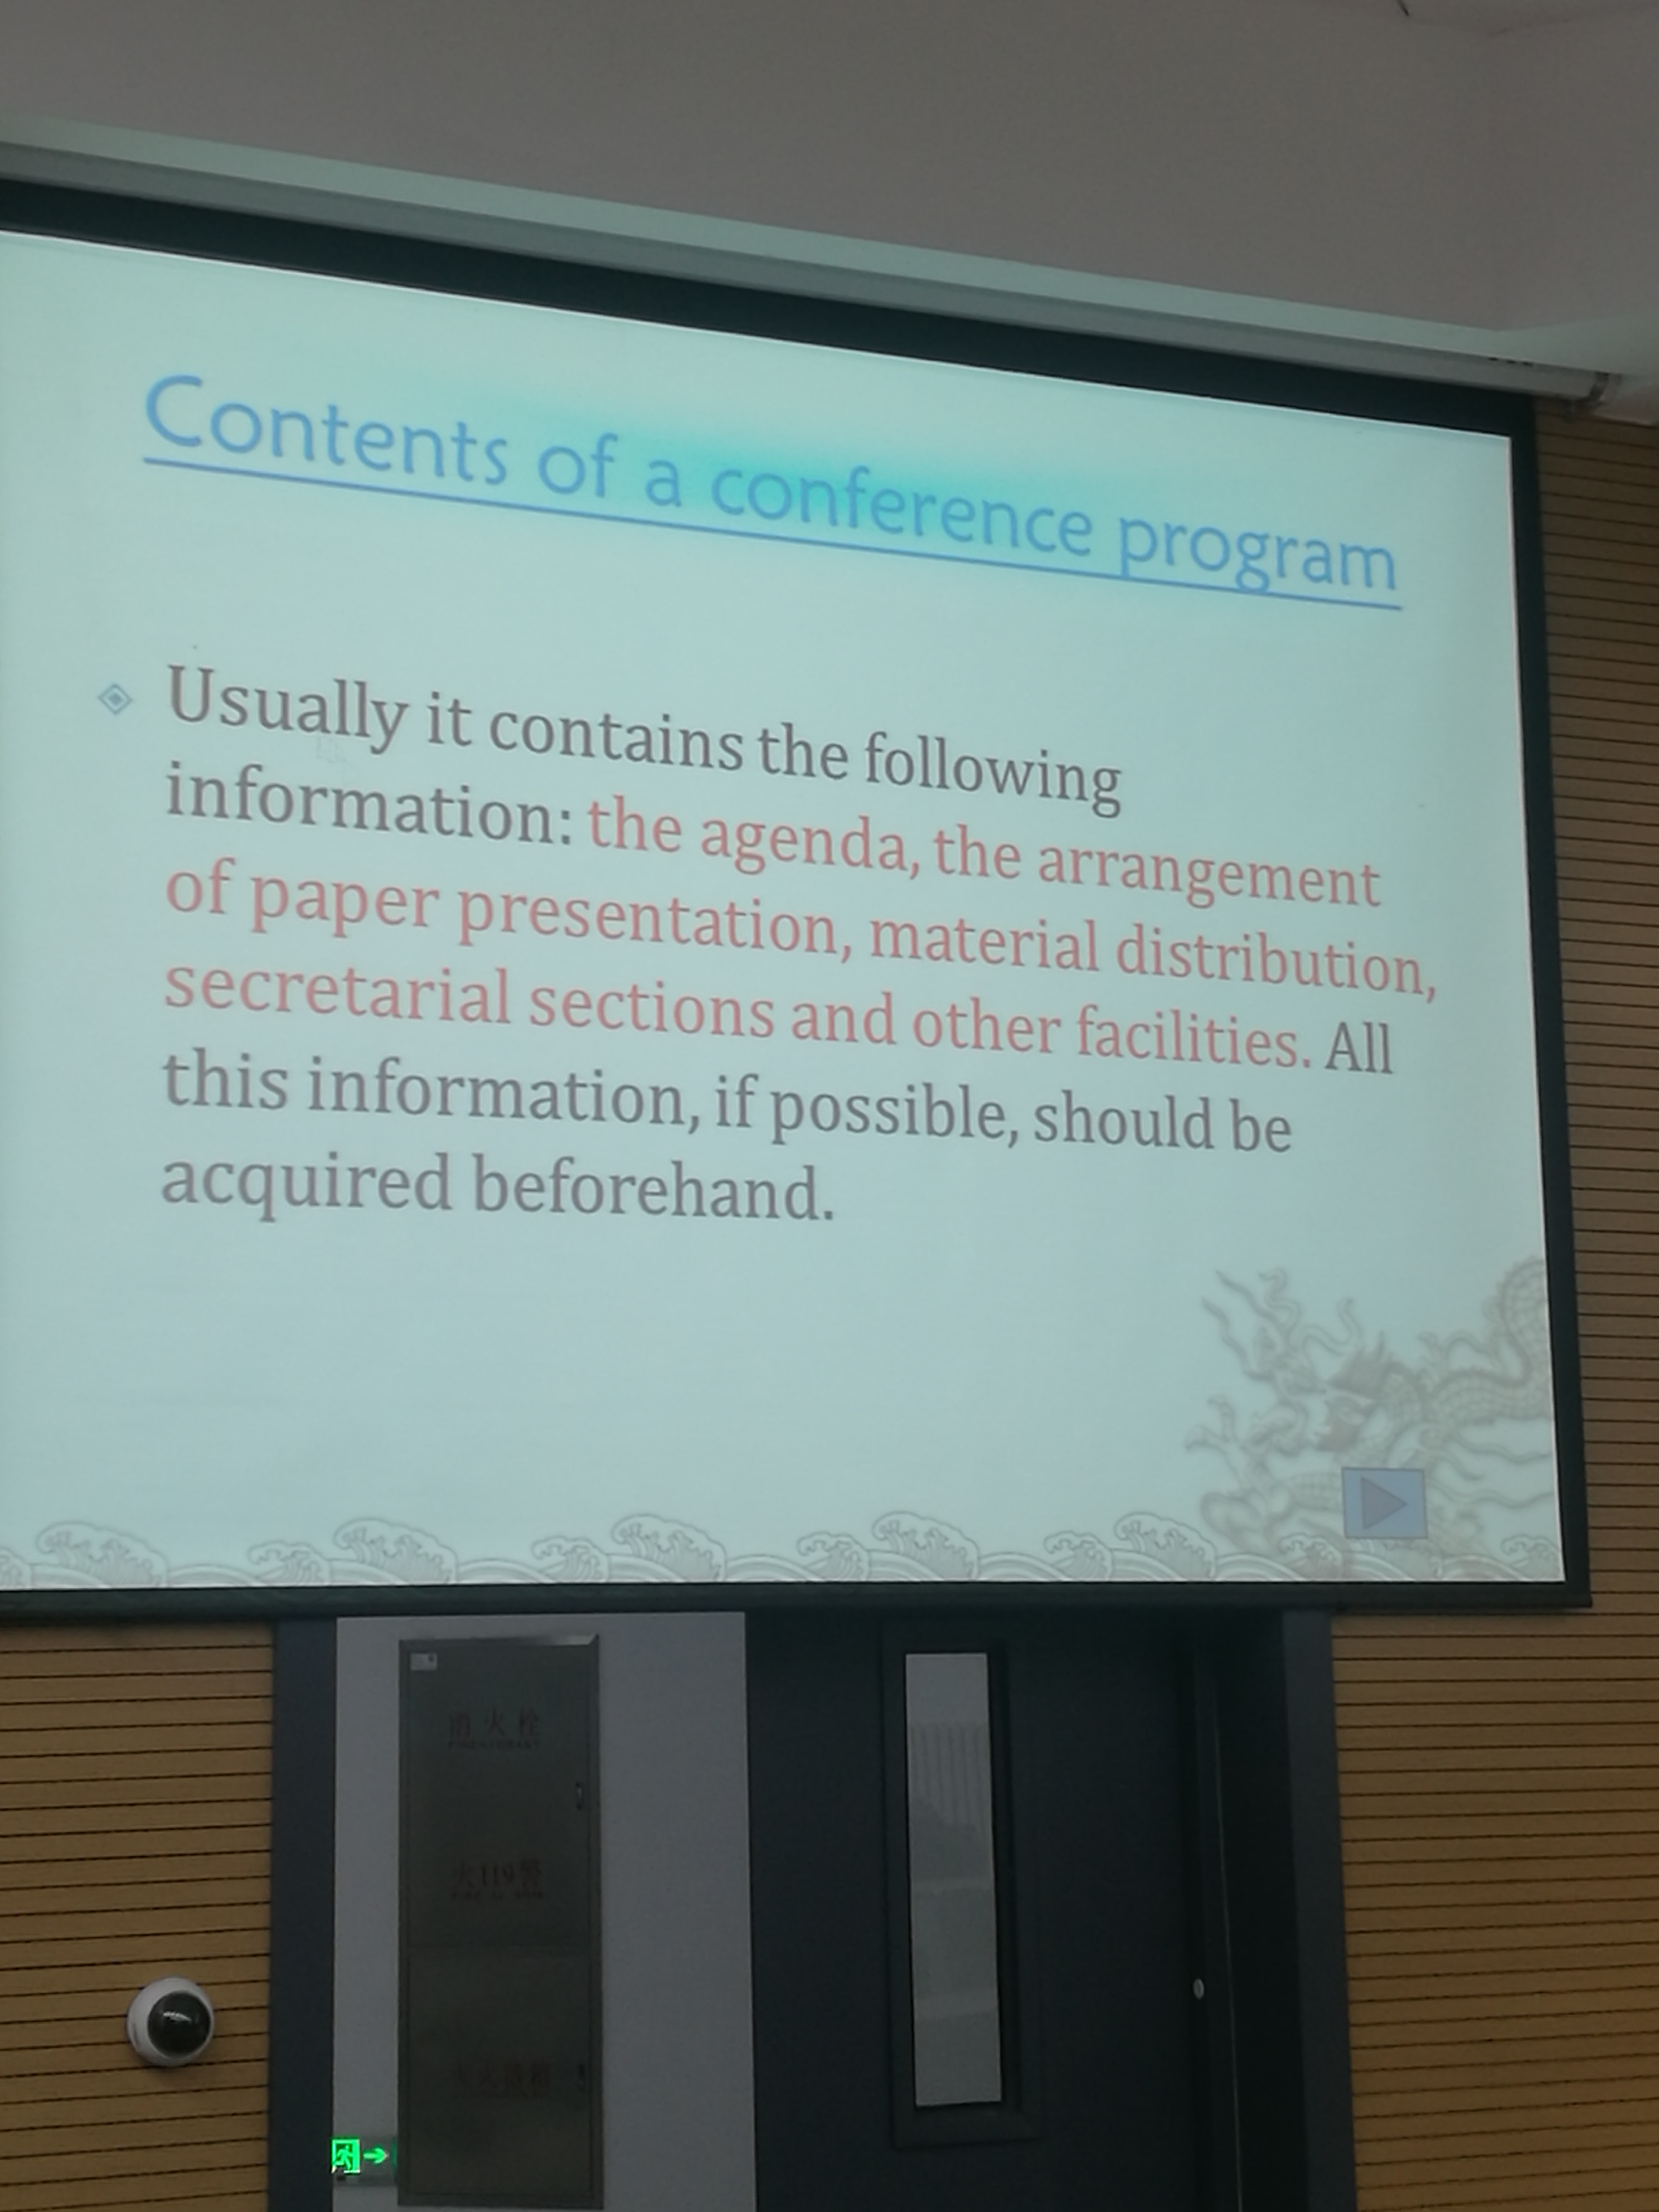 Contents of a conference program
Usually it contains the following
information: the agenda, the arrangement
of paper presentation, material distribution,
secretarial sections and other facilities. All
this information, if possible, should be
acquired beforehand.
消火栓
火119警